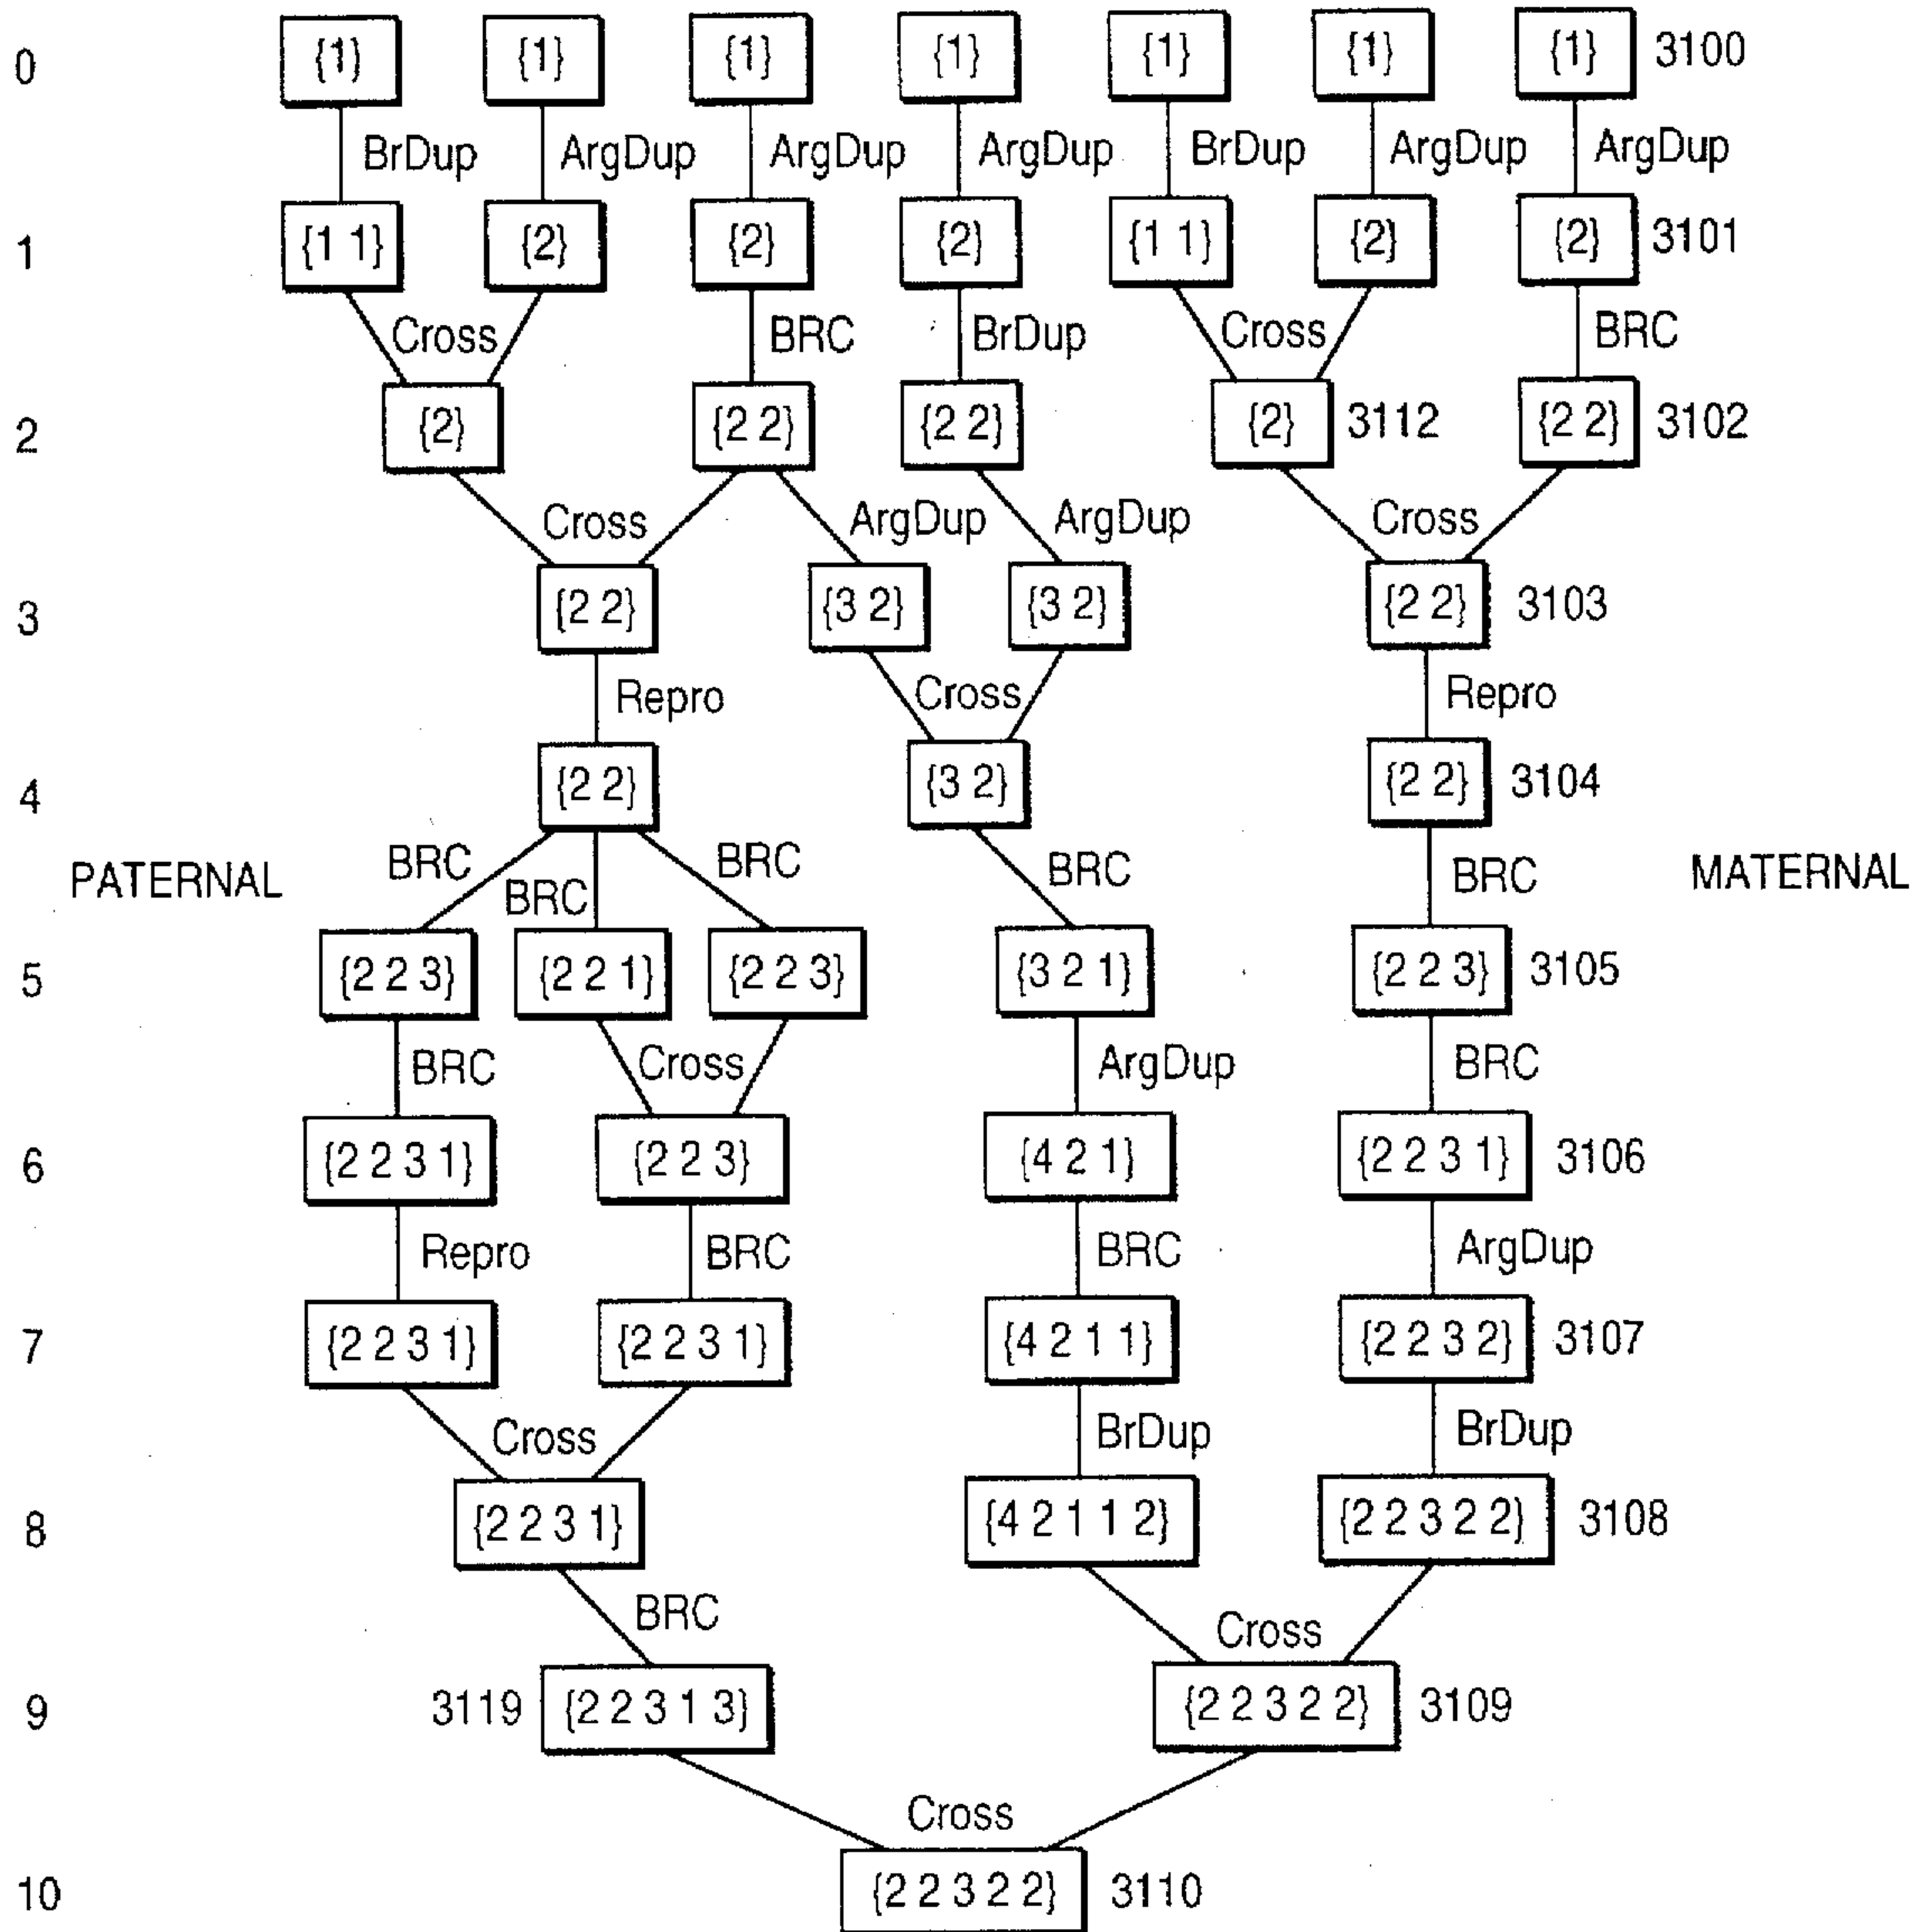 0 {1} {1} {1} {1} {1} {1} {1} 3100
BrDup ArgDup ArgDup ArgDup BrDup ArgDup ArgDup
1 {1 1} {2} {2} {2} {1 1} {2} {2} 3101
Cross BRC BrDup Cross BRC
2 {2} {2 2} {2 2} {2} 3112 {2 2} 3102
Cross ArgDup ArgDup Cross
3 {2 2} {3 2} {3 2} {2 2} 3103
Repro Cross Repro
4 {2 2} {3 2} {2 2} 3104
PATERNAL BRC BRC BRC BRC BRC MATERNAL
5 {2 2 3} {2 2 1} {2 2 3} {3 2 1} {2 2 3} 3105
BRC Cross ArgDup BRC
6 {2 2 3 1} {2 2 3} {4 2 1} {2 2 3 1} 3106
Repro BRC BRC ArgDup
7 {2 2 3 1} {2 2 3 1} {4 2 1 1} {2 2 3 2} 3107
Cross BrDup BrDup
8 {2 2 3 1} {4 2 1 1 2} {2 2 3 2 2} 3108
BRC Cross
9 3119 {2 2 3 1 3} {2 2 3 2 2} 3109
Cross
10 {2 2 3 2 2} 3110